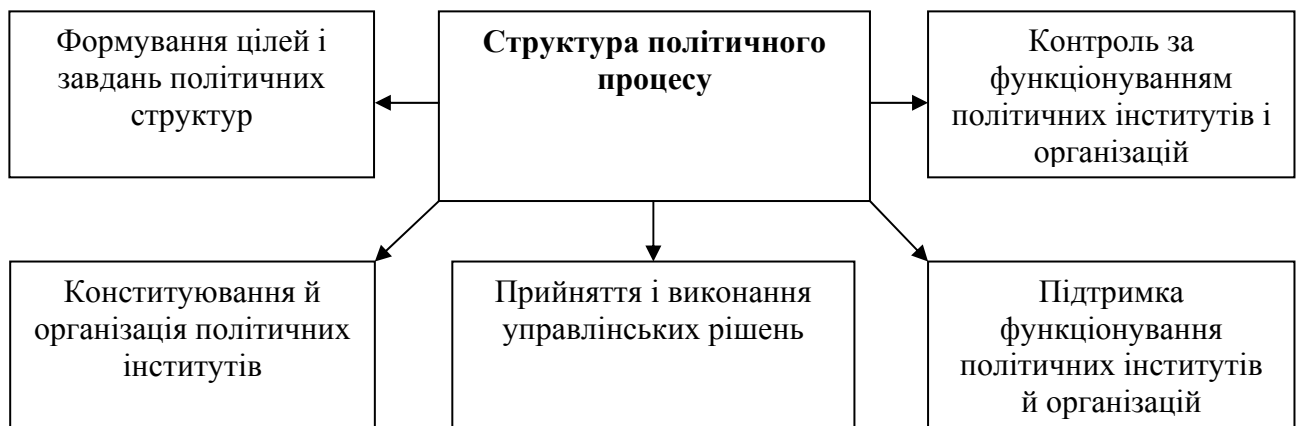 Формування цілей і
завдань політичних
структур
Структура політичного
процесу
Контроль за
функціонуванням
політичних інститутів і
організацій
Конституювання й
організація політичних
інститутів
Прийняття і виконання
управлінських рішень
Підтримка
функціонування
політичних інститутів
й організацій